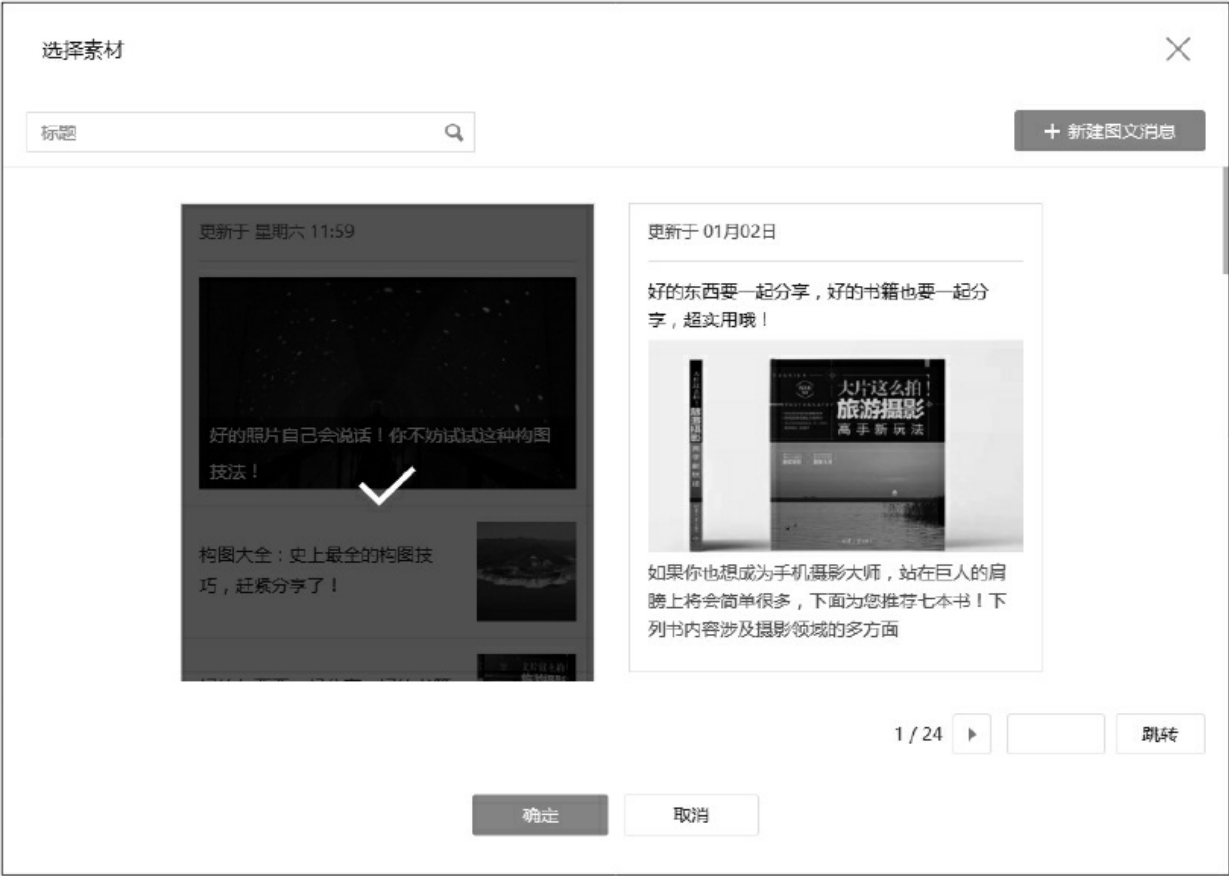 选择素材
标题
+ 新建图文消息
更新于 星期六 11:59
好的照片自己会说话！你不妨试试这种构图
技法！
构图大全：史上最全的构图技
巧，赶紧分享了！
更新于 01月02日
好的东西要一起分享，好的书籍也要一起分
享，超实用哦！
大片这么拍！
旅游摄影
高手新玩法
如果你也想成为手机摄影大师，站在巨人的肩
膀上将会简单很多，下面为您推荐七本书！下
列书内容涉及摄影领域的多方面
1 / 24
跳转
确定
取消